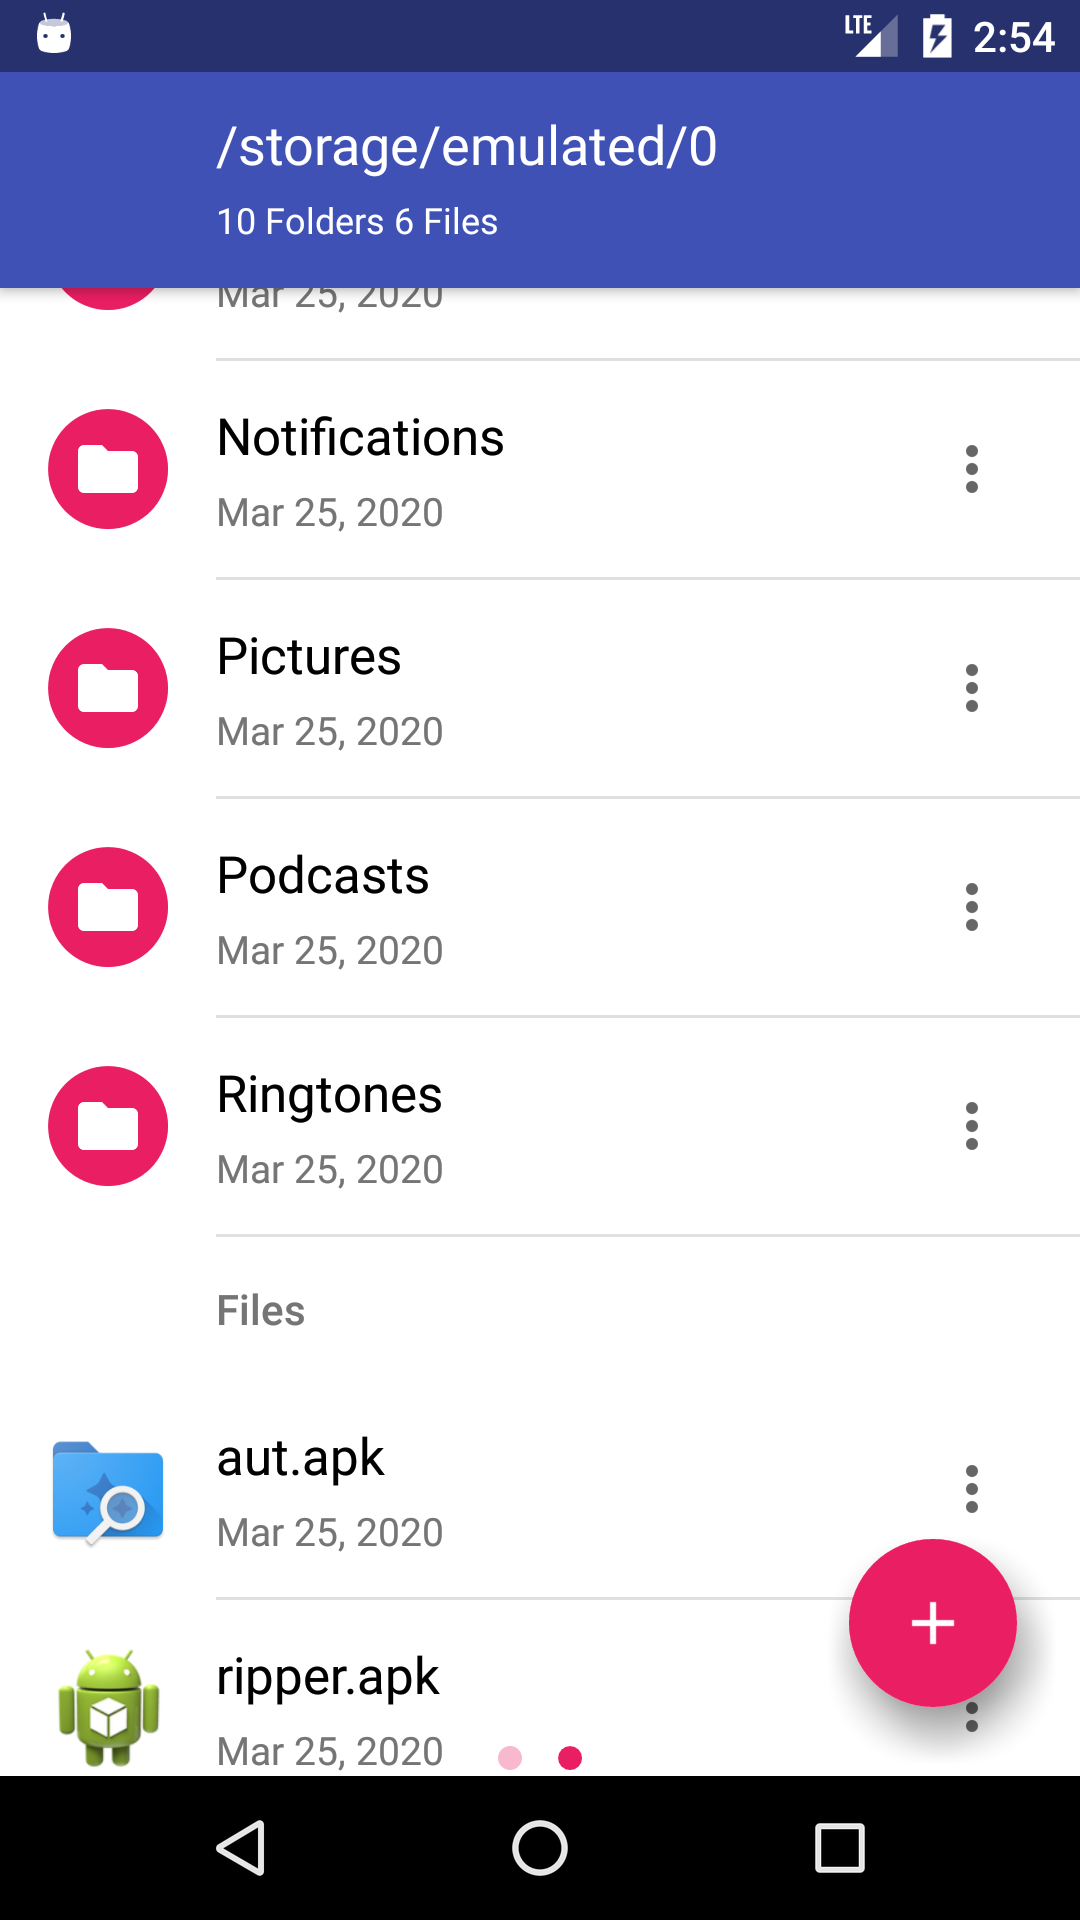 LTE 2:54
/storage/emulated/0
10 Folders 6 Files
Mar 25, 2020
Notifications
Mar 25, 2020
Pictures
Mar 25, 2020
Podcasts
Mar 25, 2020
Ringtones
Mar 25, 2020
Files
aut.apk
Mar 25, 2020
ripper.apk
Mar 25, 2020